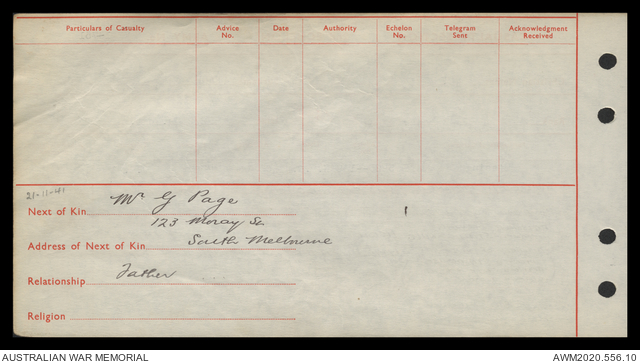 Particulars of Casualty Advice No. Date Authority Echelon No. Telegram Sent Acknowledgment Received
21-11-41
Next of Kin Mr G Page
123 Moray St
Address of Next of Kin South Melbourne
Relationship Father
Religion
AUSTRALIAN WAR MEMORIAL AWM2020.556.10